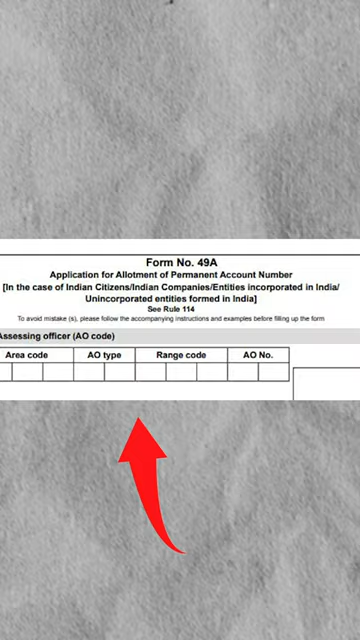 Form No. 49A
Application for Allotment of Permanent Account Number
[In the case of Indian Citizens/Indian Companies/Entities incorporated in India/
Unincorporated entities formed in India]
See Rule 114
To avoid mistake (s), please follow the accompanying instructions and examples before filling up the form
Assessing officer (AO code)
Area code AO type Range code AO No.